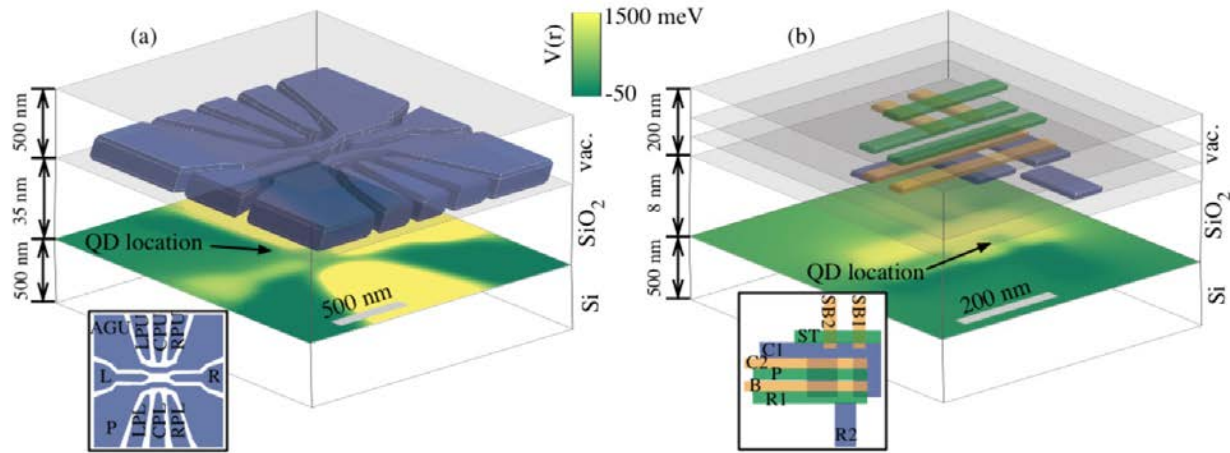 (a)
500 nm
35 nm
500 nm
QD location
500 nm
vac.
SiO2
Si
AGU
LPU
CPU
RPU
L
R
P
LPL
CPL
RPL
V(r)
1500 meV
-50
(b)
200 nm
8 nm
500 nm
QD location
200 nm
vac.
SiO2
Si
SB2
SB1
ST
C1
C2
P
B
R1
R2